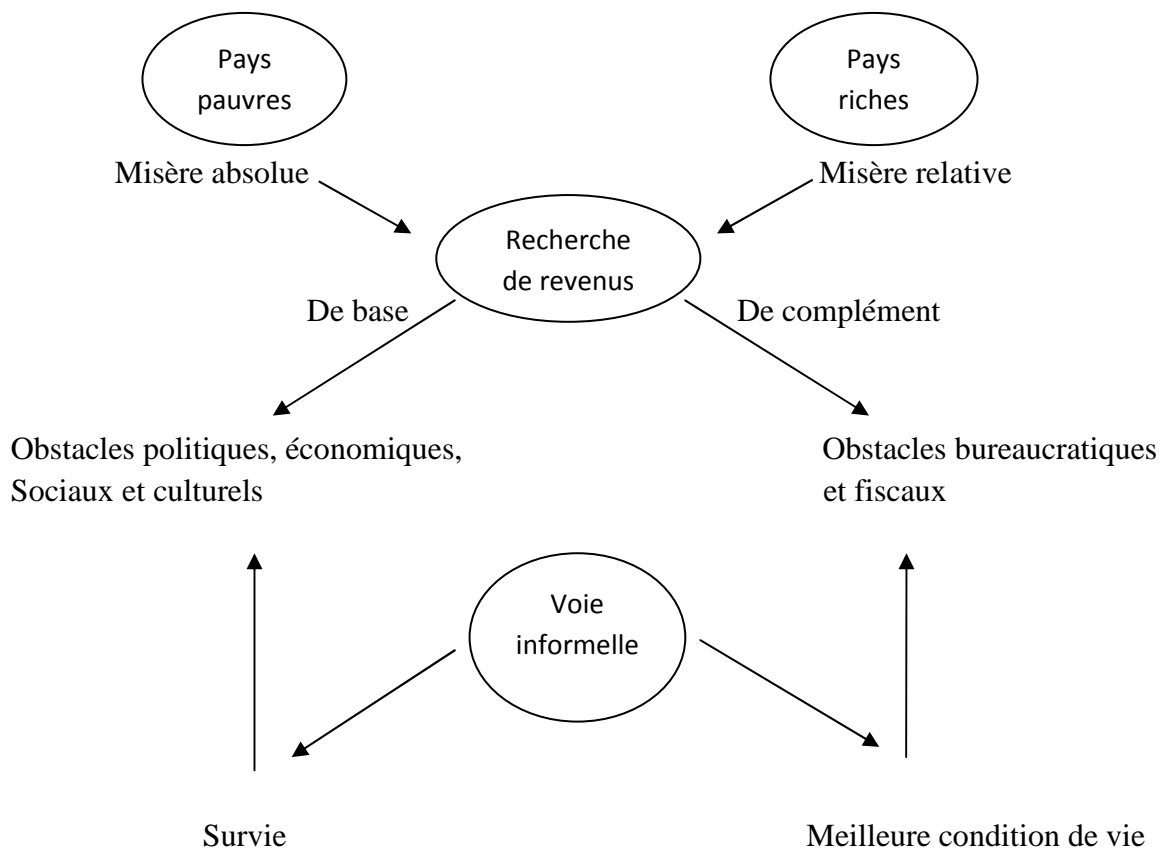 Pays
pauvres
Pays
riches
Misère absolue
Misère relative
Recherche
de revenus
De base
De complément
Obstacles politiques, économiques,
Sociaux et culturels
Obstacles bureaucratiques
et fiscaux
Voie
informelle
Survie
Meilleure condition de vie